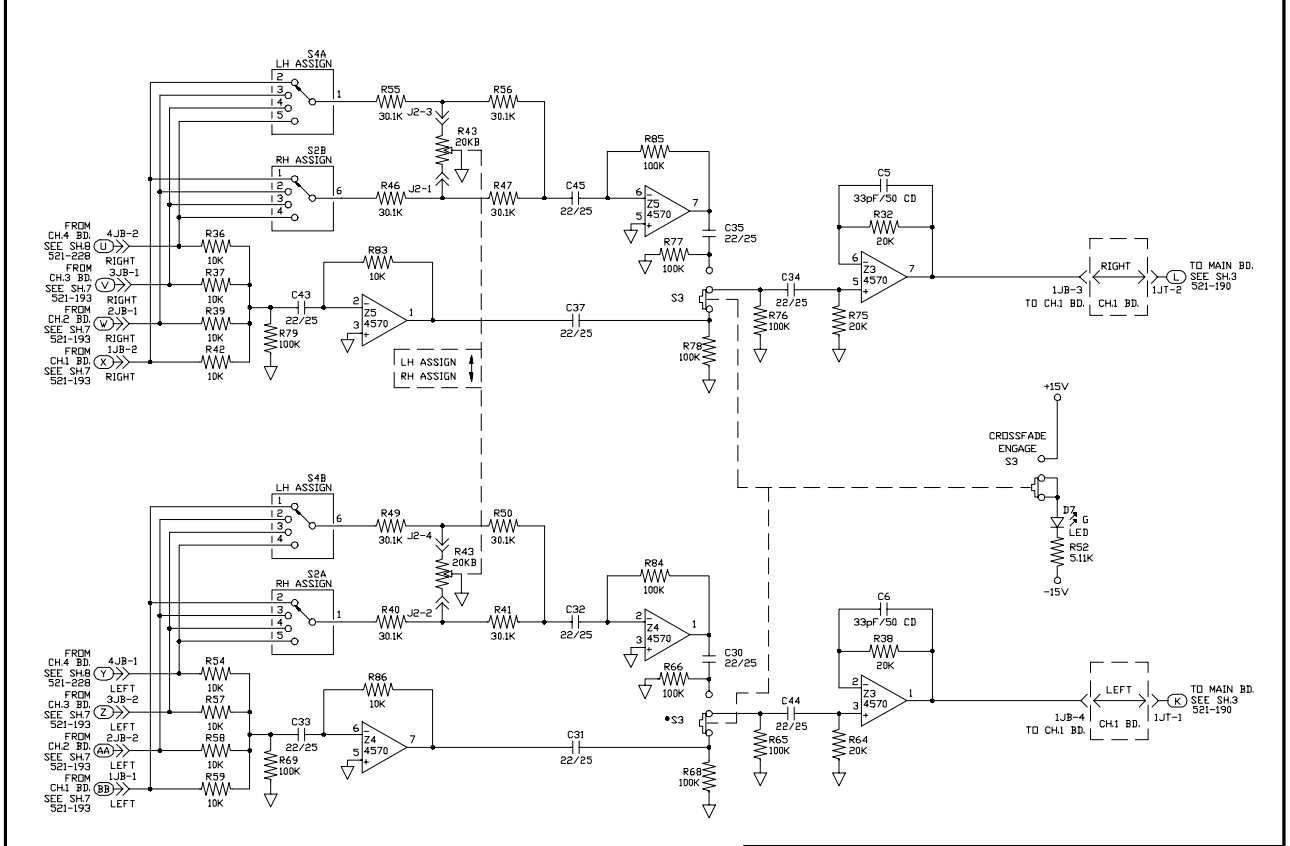 S4A
LH ASSIGN
2
3
4
5
1
R55
30.1K
J2-3
R56
30.1K
R43
20KB
S2B
RH ASSIGN
1
2
3
4
6
R46
30.1K
J2-1
R47
30.1K
C45
22/25
R85
100K
6
5
Z5
4570
7
C35
22/25
R77
100K
FROM
CH.4 BD.
SEE SH.8
521-228
U
4JB-2
RIGHT
R36
10K
FROM
CH.3 BD.
SEE SH.7
521-193
V
3JB-1
RIGHT
R37
10K
FROM
CH.2 BD.
SEE SH.7
521-193
W
2JB-1
RIGHT
R39
10K
FROM
CH.1 BD.
SEE SH.7
521-193
X
1JB-2
RIGHT
R42
10K
R79
100K
C43
22/25
R83
10K
2
3
Z5
4570
1
C37
22/25
S3
R78
100K
R76
100K
C34
22/25
R75
20K
C5
33pF/50 CD
R32
20K
6
5
Z3
4570
7
RIGHT
1JB-3
TO CH.1 BD.
CH.1 BD.
1JT-2
L
TO MAIN BD.
SEE SH.3
521-190
LH ASSIGN
RH ASSIGN
+15V
CROSSFADE
ENGAGE
S3
D7
G
LED
R52
5.11K
-15V
S4B
LH ASSIGN
1
2
3
4
6
R49
30.1K
J2-4
R50
30.1K
R43
20KB
S2A
RH ASSIGN
2
3
4
5
1
R40
30.1K
J2-2
R41
30.1K
C32
22/25
R84
100K
2
3
Z4
4570
1
C30
22/25
R66
100K
FROM
CH.4 BD.
SEE SH.8
521-228
Y
4JB-1
LEFT
R54
10K
FROM
CH.3 BD.
SEE SH.7
521-193
Z
3JB-2
LEFT
R57
10K
FROM
CH.2 BD.
SEE SH.7
521-193
AA
2JB-2
LEFT
R58
10K
FROM
CH.1 BD.
SEE SH.7
521-193
BB
1JB-1
LEFT
R59
10K
R69
100K
C33
22/25
R86
10K
6
5
Z4
4570
7
C31
22/25
•S3
R68
100K
R65
100K
C44
22/25
R64
20K
C6
33pF/50 CD
R38
20K
2
3
Z3
4570
1
LEFT
1JB-4
TO CH.1 BD.
CH.1 BD.
1JT-1
K
TO MAIN BD.
SEE SH.3
521-190